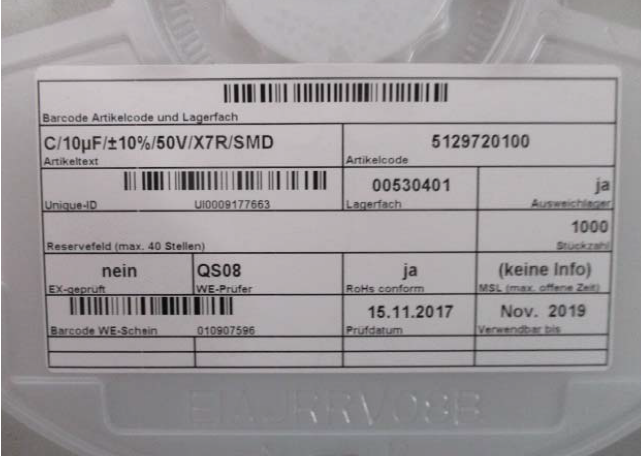 Barcode Artikelcode und Lagerfach
C/10µF/±10%/50V/X7R/SMD
Artikeltext
5129720100
Artikelcode
Unique-ID
UI0009177663
00530401
Lagerfach
ja
Ausweichlager
Reservefeld (max. 40 Stellen)
1000
Stückzahl
nein
EX-geprüft
QS08
WE-Prüfer
ja
RoHs conform
(keine Info)
MSL (max. offene Zeit)
Barcode WE-Schein
010907596
15.11.2017
Prüfdatum
Nov. 2019
Verwendbar bis